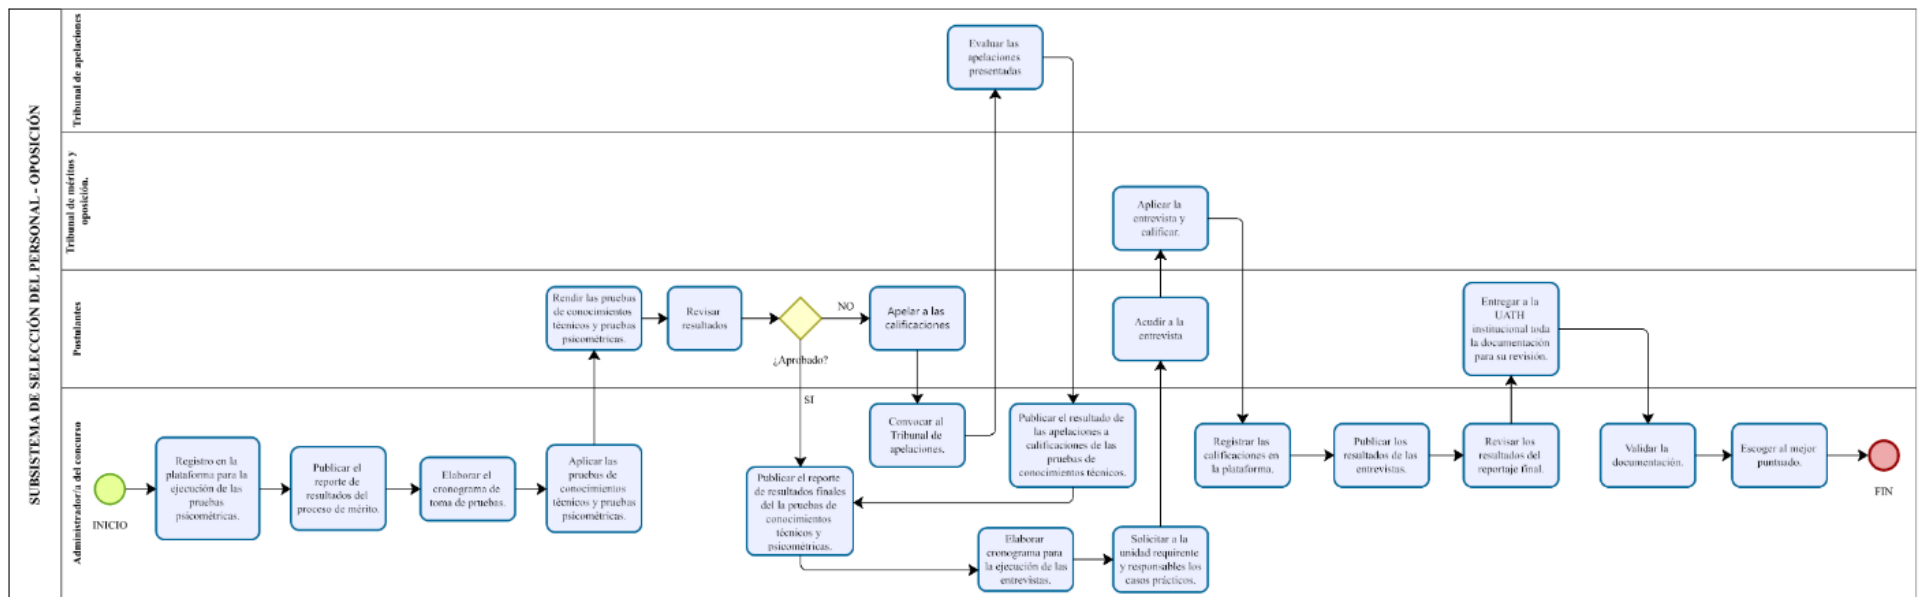 SUBSISTEMA DE SELECCIÓN DEL PERSONAL - OPOSICIÓN
Tribunal de apelaciones
Evaluar las
apelaciones
presentadas
Tribunal de méritos y
oposición.
Aplicar la
entrevista y
calificar.
Postulantes
Rendir las pruebas
de conocimientos
técnicos y pruebas
psicométricas.
Revisar
resultados
¿Aprobado?
NO
SI
Apelar a las
calificaciones
Acudir a la
entrevista
Entregar a la
UATH
institucional toda
la documentación
para su revisión.
Administrador/a del concurso
INICIO
Registro en la
plataforma para la
ejecución de las
pruebas
psicométricas.
Publicar el
reporte de
resultados del
proceso de mérito.
Elaborar el
cronograma de
toma de pruebas.
Aplicar las
pruebas de
conocimientos
técnicos y pruebas
psicométricas.
Convocar al
Tribunal de
apelaciones.
Publicar el resultado de
las apelaciones a
calificaciones de las
pruebas de
conocimientos técnicos.
Publicar el reporte
de resultados finales
del la pruebas de
conocimientos
técnicos y
psicométricas.
Elaborar
cronograma para
la ejecución de las
entrevistas.
Solicitar a la
unidad requirente
y responsables los
casos prácticos.
Registrar las
calificaciones en
la plataforma.
Publicar los
resultados de las
entrevistas.
Revisar los
resultados del
reportaje final.
Validar la
documentación.
Escoger al mejor
puntuado.
FIN